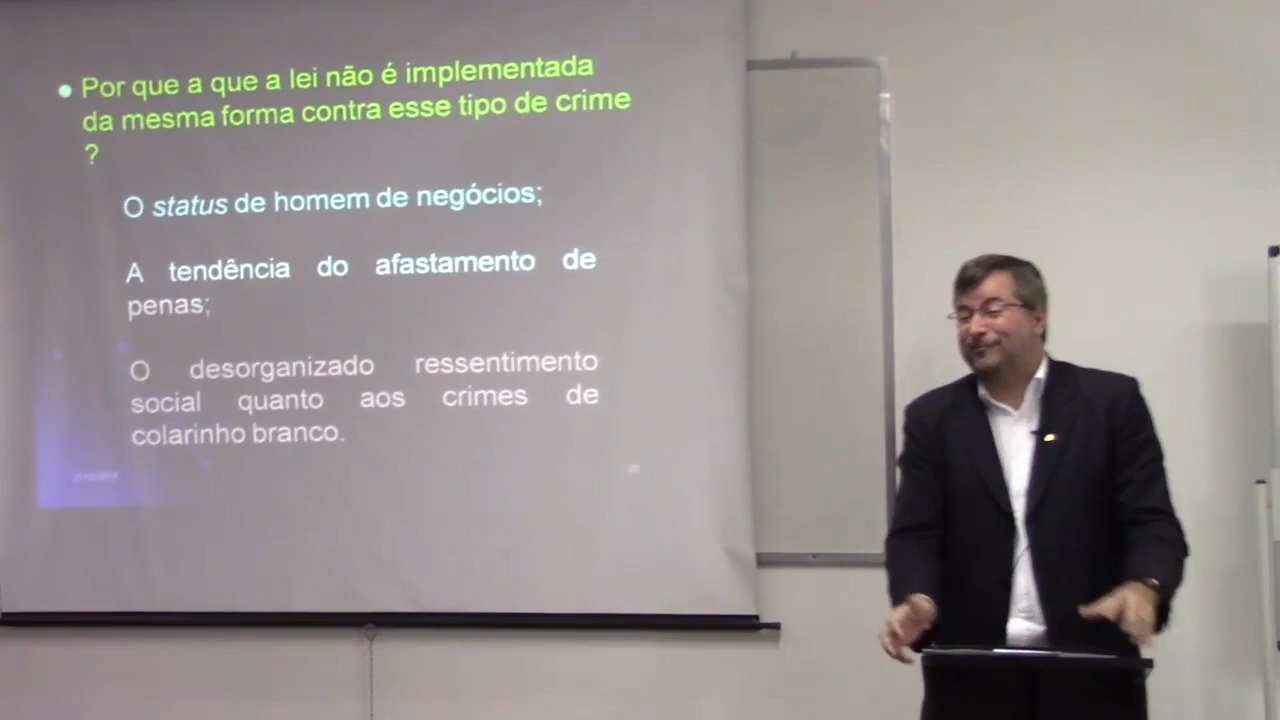 Por que a que a lei não é implementada
da mesma forma contra esse tipo de crime
?
O status de homem de negócios;
A tendência do afastamento de
penas;
O desorganizado ressentimento
social quanto aos crimes de
colarinho branco.